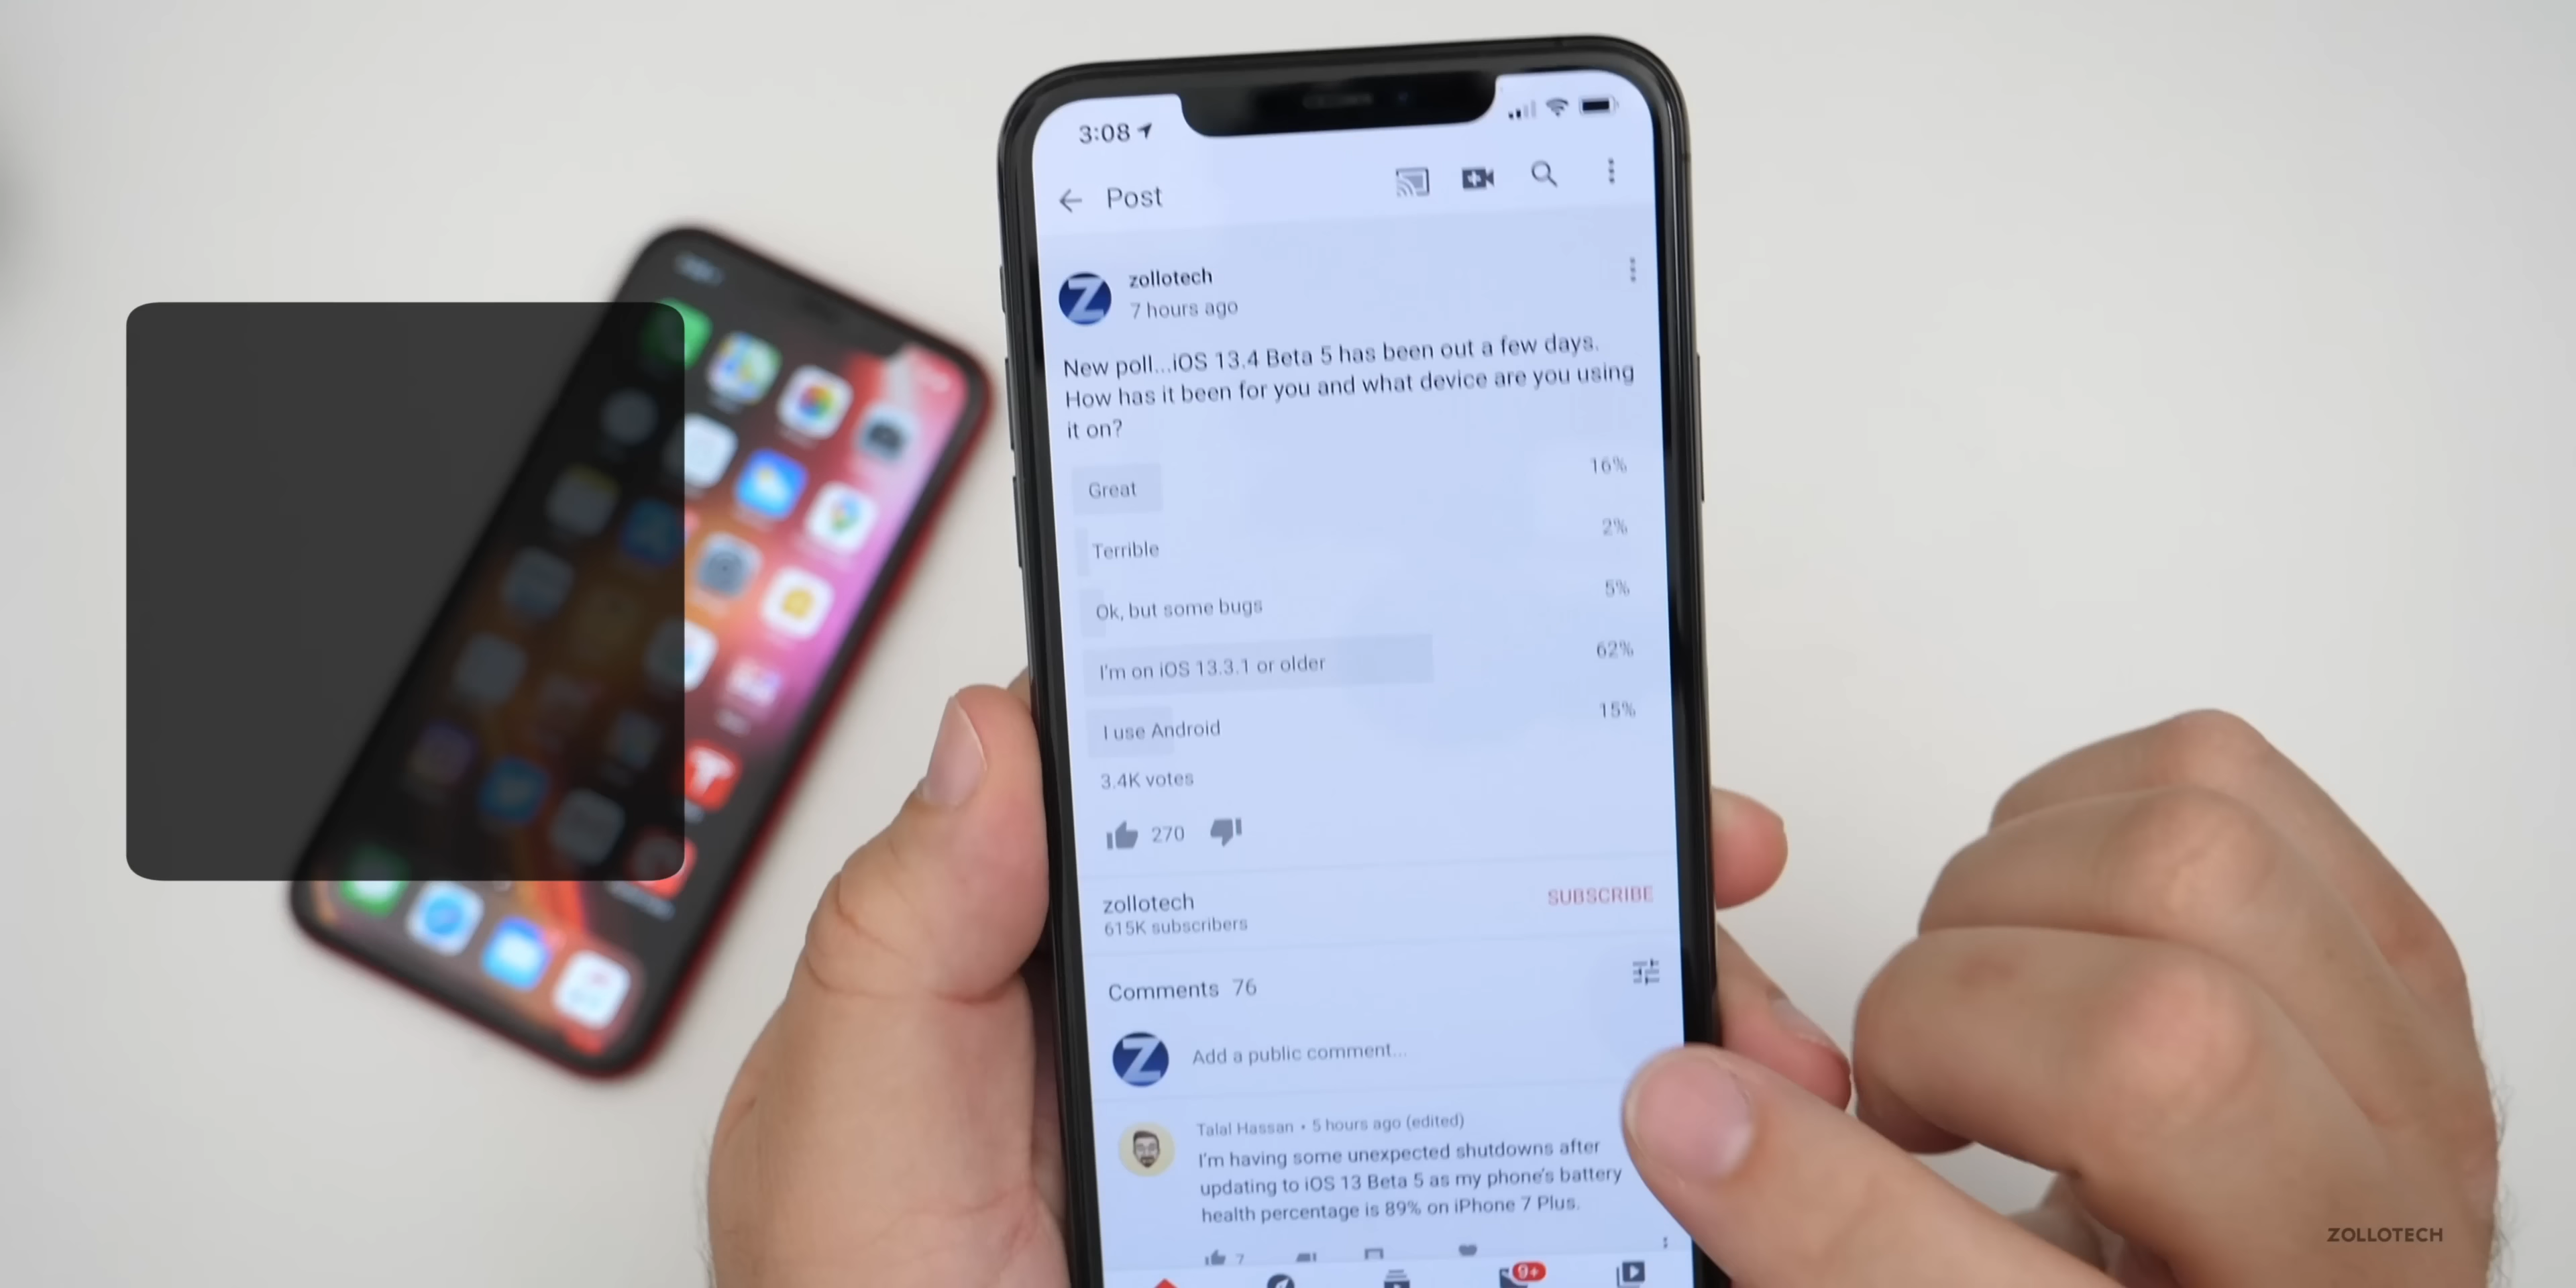 3:08
Post
zollotech
7 hours ago
New poll...iOS 13.4 Beta 5 has been out a few days.
How has it been for you and what device are you using
it on?
Great 16%
Terrible 2%
Ok, but some bugs 5%
I'm on iOS 13.3.1 or older 62%
I use Android 15%
3.4K votes
270
zollotech
SUBSCRIBE
615K subscribers
Comments 76
Add a public comment...
Talal Hassan • 5 hours ago (edited)
I'm having some unexpected shutdowns after
updating to iOS 13 Beta 5 as my phone's battery
health percentage is 89% on iPhone 7 Plus.
7
9+
ZOLLOTECH